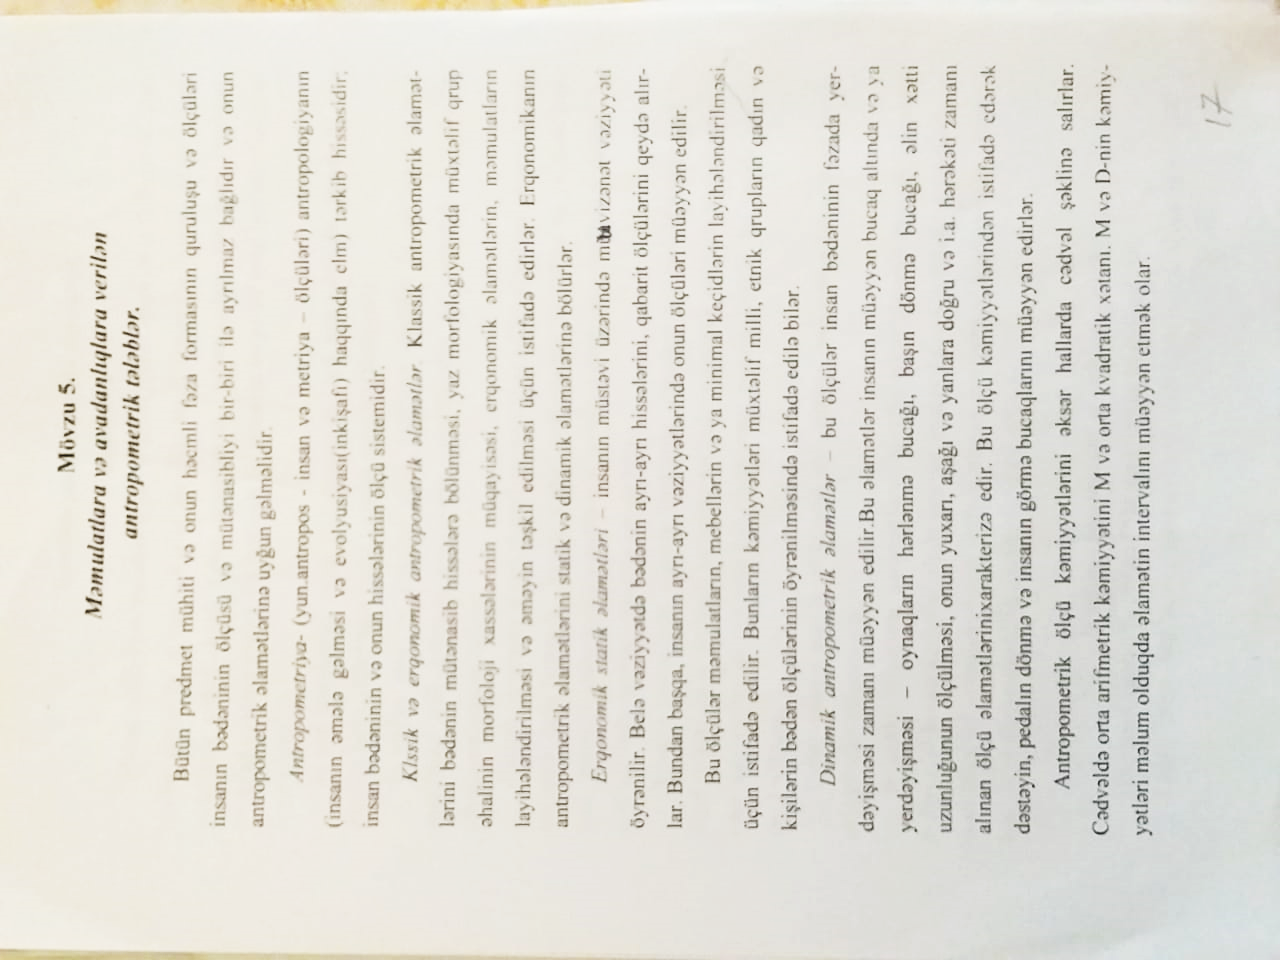 Mövzu 5.
Məmulatlara və avadanlıqlara verilən
antropometrik tələblər.
Bütün predmet mühiti və onun həcmli fəza formasının quruluşu və ölçüləri
insanın bədəninin ölçüsü və mütənasibliyi bir-biri ilə ayrılmaz bağlıdır və onun
antropometrik əlamətlərinə uyğun gəlməlidir.
Antropometriya- (yun.antropos - insan və metriya – ölçüləri) antropologiyanın
(insanın əmələ gəlməsi və evolyusiyası(inkişafı) haqqında elm) tərkib hissəsidir;
insan bədəninin və onun hissələrinin ölçü sistemidir.
Klssik və erqonomik antropometrik əlamətlər. Klassik antropometrik əlamət-
lərini bədənin mütənasib hissələrə bölünməsi, yaz morfologiyasında müxtəlif qrup
əhalinin morfoloji xassələrinin müqayisəsi, erqonomik əlamətlərin, məmulatların
layihələndirilməsi və əməyin təşkil edilməsi üçün istifadə edirlər. Erqonomikanın
antropometrik əlamətlərini statik və dinamik əlamətlərinə bölürlər.
Erqonomik statik əlamətləri – insanın müstəvi üzərində müvizənət vəziyyəti
öyrənilir. Belə vəziyyətdə bədənin ayrı-ayrı hissələrini, qabarit ölçülərini qeydə alır-
lar. Bundan başqa, insanın ayrı-ayrı vəziyyətlərində onun ölçüləri müəyyən edilir.
Bu ölçülər məmulatların, mebellərin və ya minimal keçidlərin layihələndirilməsi
üçün istifadə edilir. Bunların kəmiyyətləri müxtəlif milli, etnik qrupların qadın və
kişilərin bədən ölçülərinin öyrənilməsində istifadə edilə bilər.
Dinamik antropometrik əlamətlər – bu ölçülər insan bədəninin fəzada yer-
dəyişməsi zamanı müəyyən edilir.Bu əlamətlər insanın müəyyən bucaq altında və ya
yerdəyişməsi – oynaqların hərlənmə bucağı, başın dönmə bucağı, əlin xətti
uzunluğunun ölçülməsi, onun yuxarı, aşağı və yanlara doğru və i.a. hərəkəti zamanı
alınan ölçü əlamətlərinixarakterizə edir. Bu ölçü kəmiyyətlərindən istifadə edərək
dəstəyin, pedalın dönmə və insanın görmə bucaqlarını müəyyən edirlər.
Antropometrik ölçü kəmiyyətlərini əksər hallarda cədvəl şəklinə salırlar.
Cədvəldə orta arifmetrik kəmiyyətini M və orta kvadratik xətanı. M və D-nin kəmiy-
yətləri məlum olduqda əlamətin intervalını müəyyən etmək olar.
17